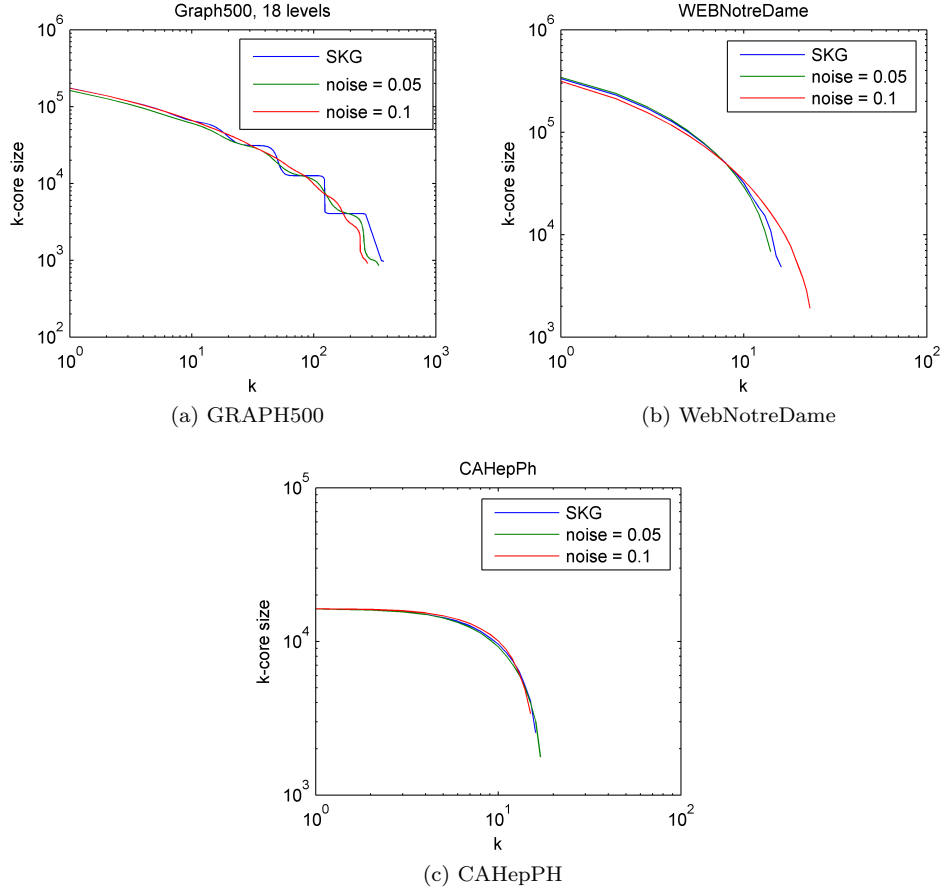 Graph500, 18 levels
10^6
10^5
10^4
10^3
10^2
k-core size
SKG
noise = 0.05
noise = 0.1
10^0
10^1
10^2
10^3
k
(a) GRAPH500
WEBNotreDame
10^6
10^5
10^4
10^3
k-core size
SKG
noise = 0.05
noise = 0.1
10^0
10^1
10^2
k
(b) WebNotreDame
CAHepPh
10^5
10^4
10^3
k-core size
SKG
noise = 0.05
noise = 0.1
10^0
10^1
10^2
k
(c) CAHepPH